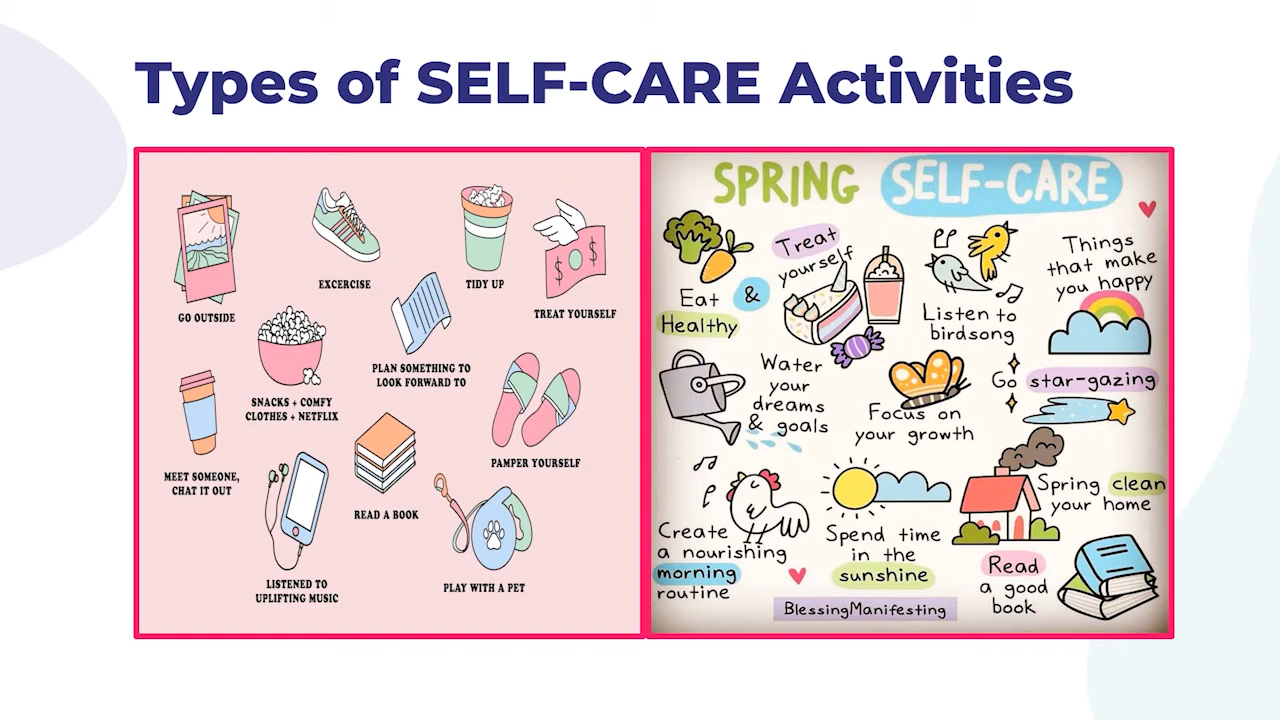 Types of SELF-CARE Activities
GO OUTSIDE
EXCERCISE
TIDY UP
TREAT YOURSELF
SNACKS + COMFY
CLOTHES + NETFLIX
PLAN SOMETHING TO
LOOK FORWARD TO
MEET SOMEONE,
CHAT IT OUT
READ A BOOK
PAMPER YOURSELF
LISTENED TO
UPLIFTING MUSIC
PLAY WITH A PET
SPRING SELF-CARE
Eat
Healthy
&
Treat
yourself
Listen to
birdsong
Things
that make
you happy
Water
your
dreams
& goals
Focus on
your growth
Go star-gazing
Create
a nourishing
morning
routine
Spend time
in the
sunshine
Spring clean
your home
Read
a good
book
BlessingManifesting